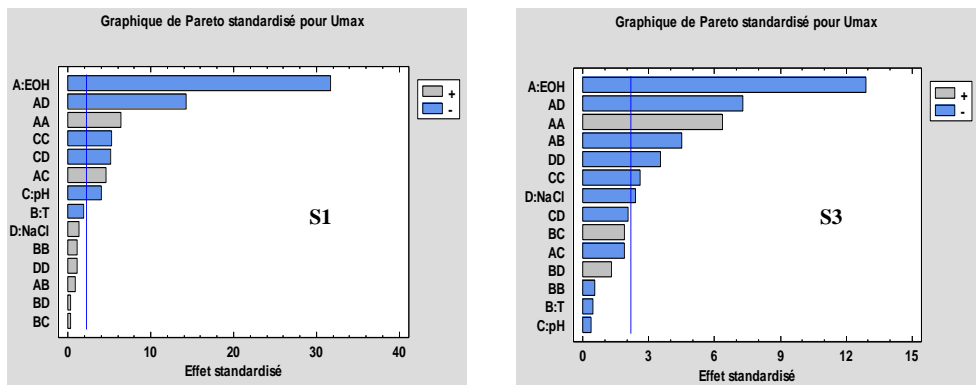 Graphique de Pareto standardisé pour Umax
A:EOH
AD
AA
CC
CD
AC
C:pH
B:T
D:NaCl
BB
DD
AB
BD
BC
+
-
S1
0 10 20 30 40
Effet standardisé
Graphique de Pareto standardisé pour Umax
A:EOH
AD
AA
AB
DD
CC
D:NaCl
CD
BC
AC
BD
BB
B:T
C:pH
+
-
S3
0 3 6 9 12 15
Effet standardisé